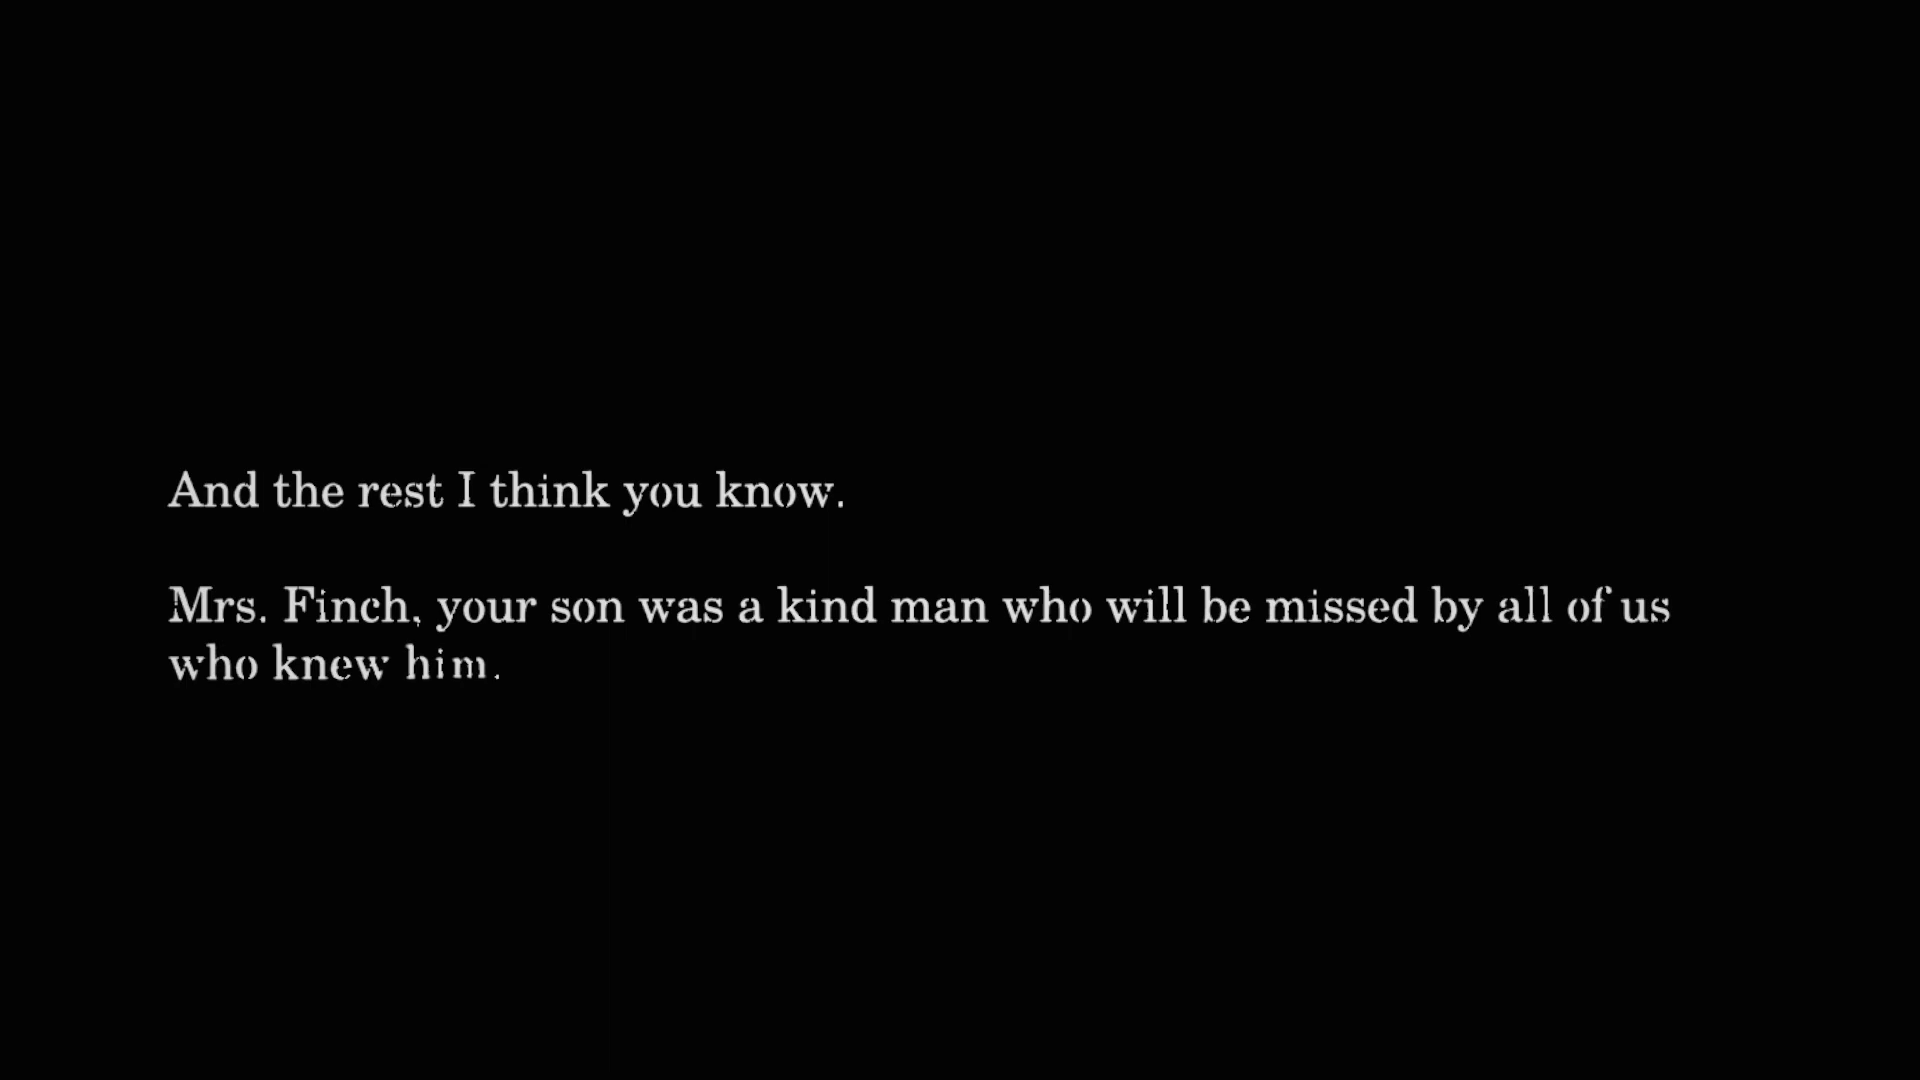 And the rest I think you know.
Mrs. Finch, your son was a kind man who will be missed by all of us
who knew him.